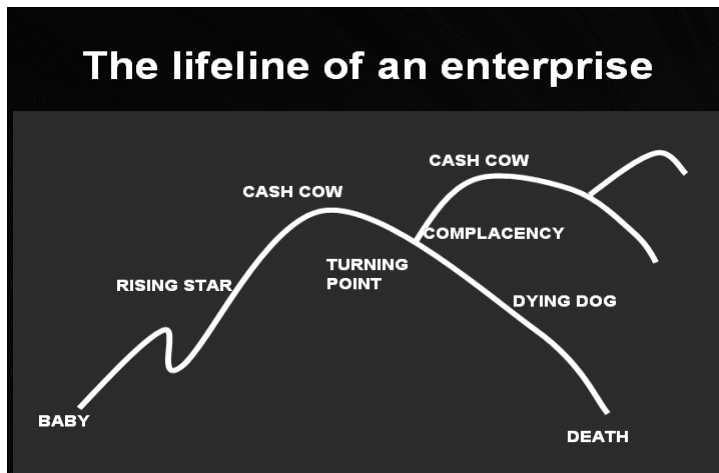 The lifeline of an enterprise
CASH COW
CASH COW
COMPLACENCY
TURNING
POINT
RISING STAR
DYING DOG
BABY
DEATH